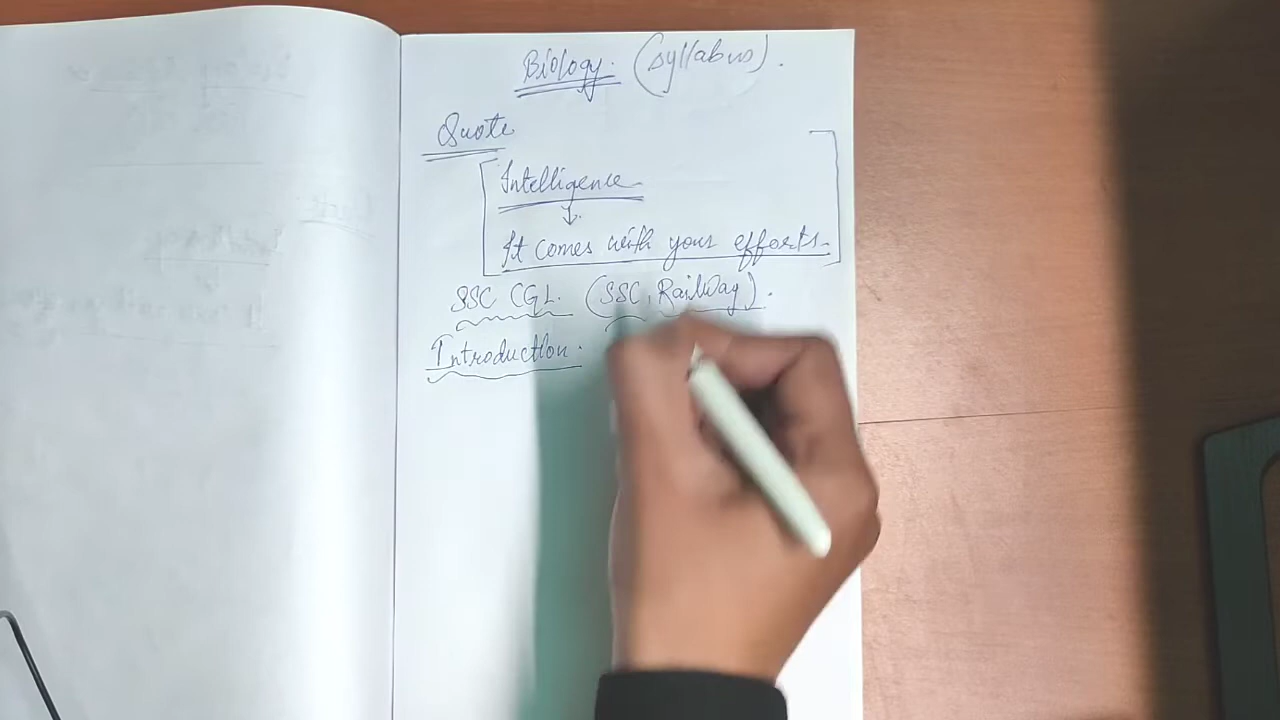 Biology. (Syllabus).
Quote
Intelligence
↓
It comes with your efforts.
SSC CGL. (SSC, Railway).
Introduction.